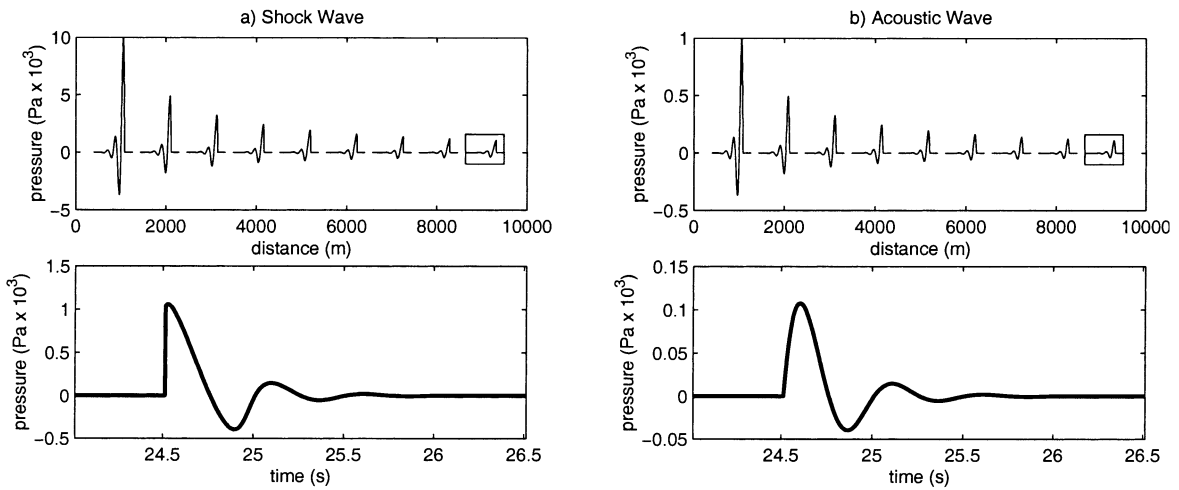 a) Shock Wave
pressure (Pa x 10³)
10
5
0
−5
0 2000 4000 6000 8000 10000
distance (m)
pressure (Pa x 10³)
1.5
1
0.5
0
−0.5
24.5 25 25.5 26 26.5
time (s)
b) Acoustic Wave
pressure (Pa x 10³)
1
0.5
0
−0.5
0 2000 4000 6000 8000 10000
distance (m)
pressure (Pa x 10³)
0.15
0.1
0.05
0
−0.05
24.5 25 25.5 26 26.5
time (s)